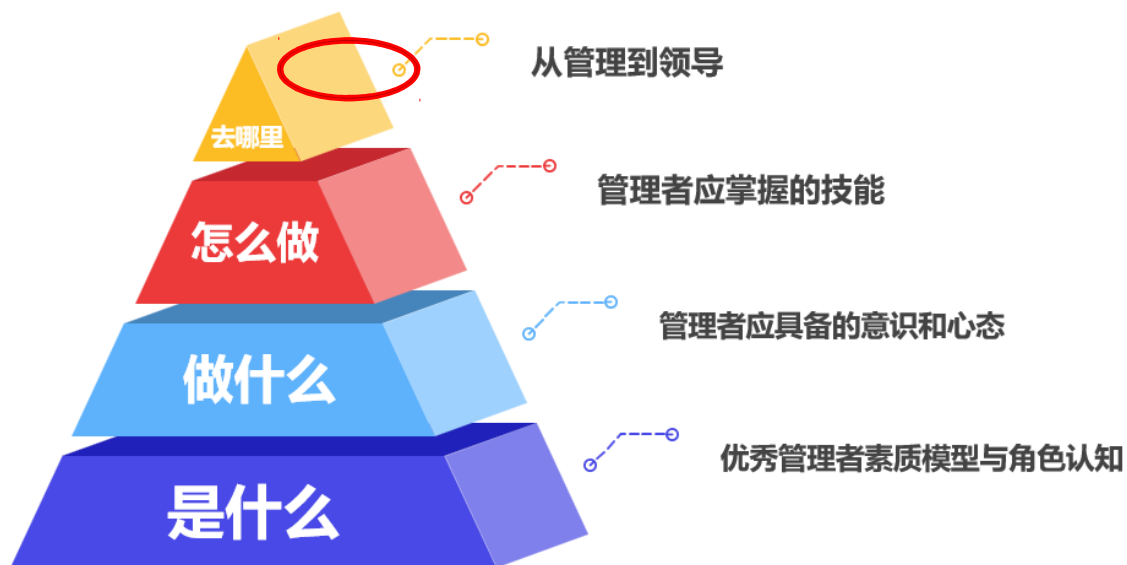 去哪里
从管理到领导
怎么做
管理者应掌握的技能
做什么
管理者应具备的意识和心态
是什么
优秀管理者素质模型与角色认知